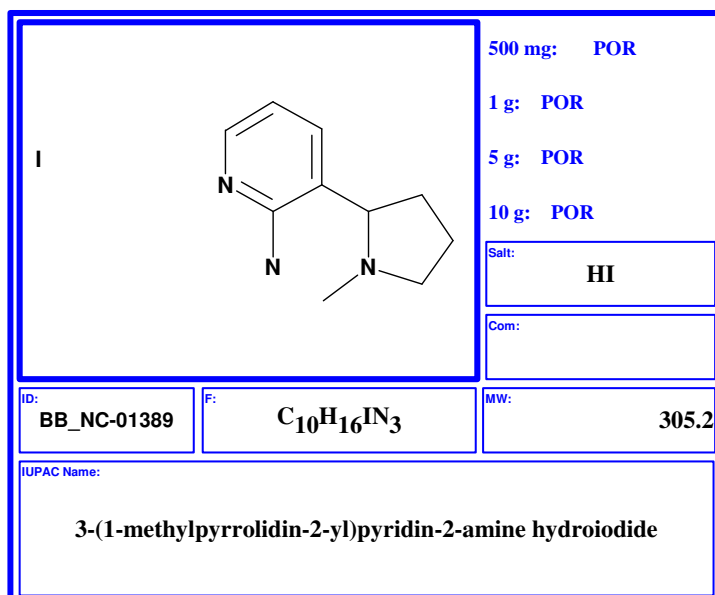 500 mg: POR
1 g: POR
I
5 g: POR
N
10 g: POR
N
N
Salt:
HI
Com:
ID:
BB_NC-01389
F:
C10H16IN3
MW:
305.2
IUPAC Name:
3-(1-methylpyrrolidin-2-yl)pyridin-2-amine hydroiodide